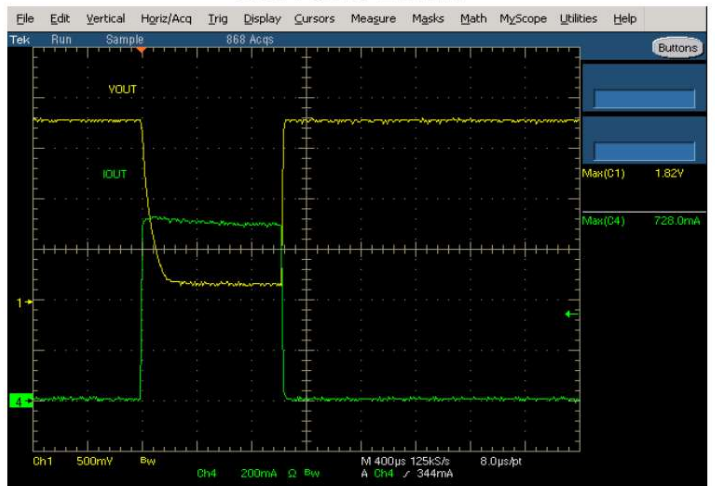 File Edit Vertical Horiz/Acq Trig Display Cursors Measure Masks Math MyScope Utilities Help
Tek Run Sample 868 Acqs Buttons
VOUT
IOUT
Max(C1) 1.82V
Max(C4) 728.0mA
1
4
Ch1 500mV Bw M 400µs 125kS/s 8.0µs/pt
Ch4 200mA Ω Bw A Ch4 / 344mA